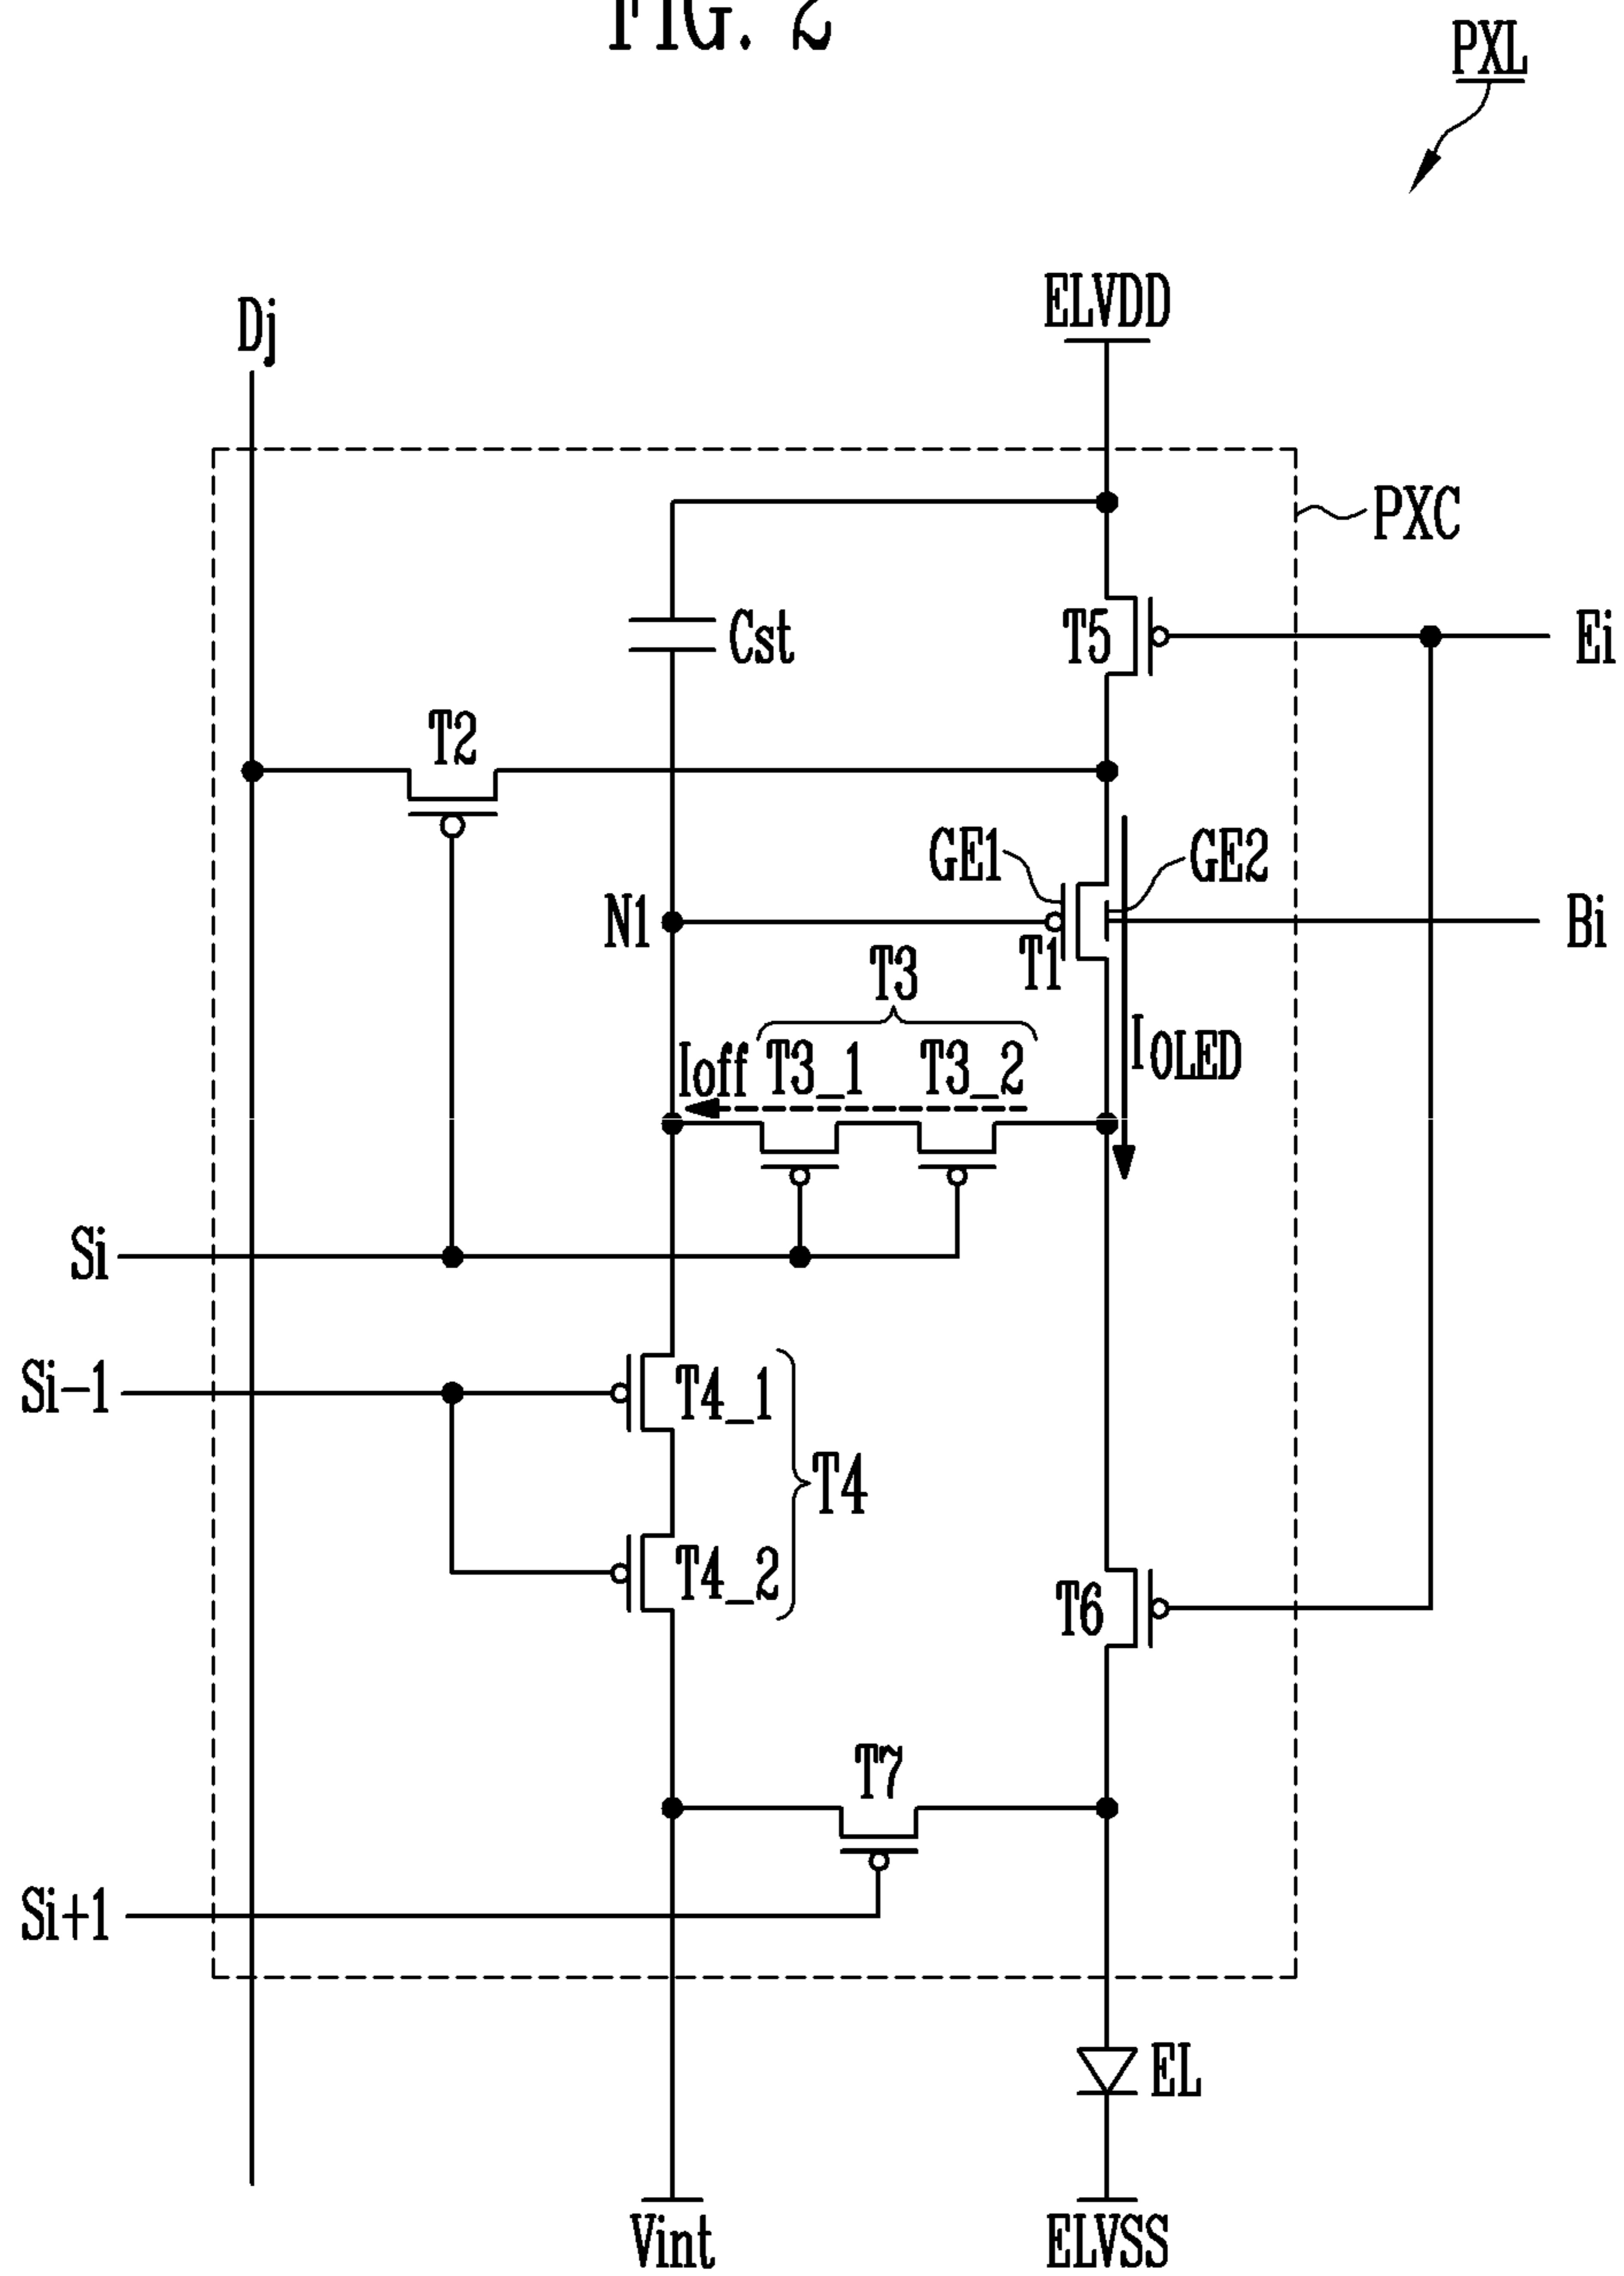 FIG. 2
PXL
ELVDD
Dj
PXC
Cst
T5
Ei
T2
GE1
GE2
N1
T1
Bi
T3
Ioff
T3_1
T3_2
IOLED
Si
Si-1
T4_1
T4
T4_2
T6
T7
Si+1
EL
Vint
ELVSS